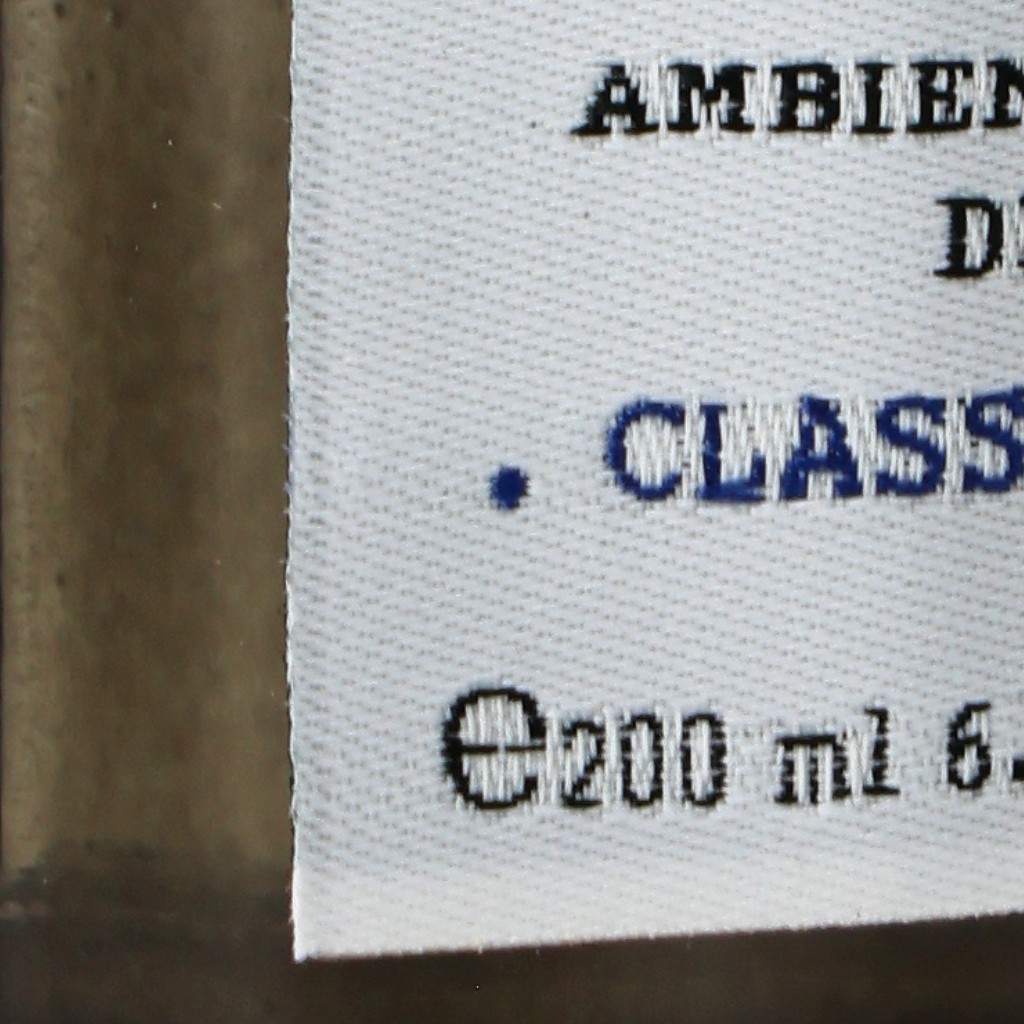 AMBIEN
D
. CLASS
℮200 ml 6.